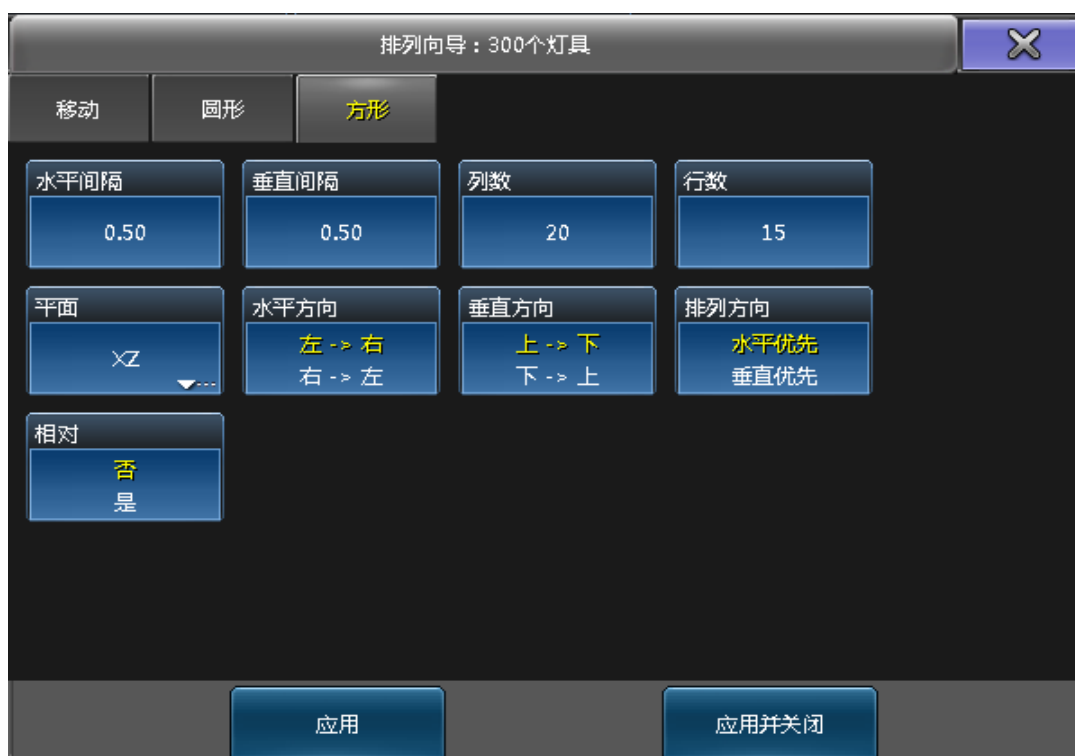 排列向导：300个灯具
移动 圆形 方形
水平间隔 垂直间隔 列数 行数
0.50 0.50 20 15
平面 水平方向 垂直方向 排列方向
XZ
左 -> 右 上 -> 下 水平优先
右 -> 左 下 -> 上 垂直优先
相对
否
是
应用 应用并关闭